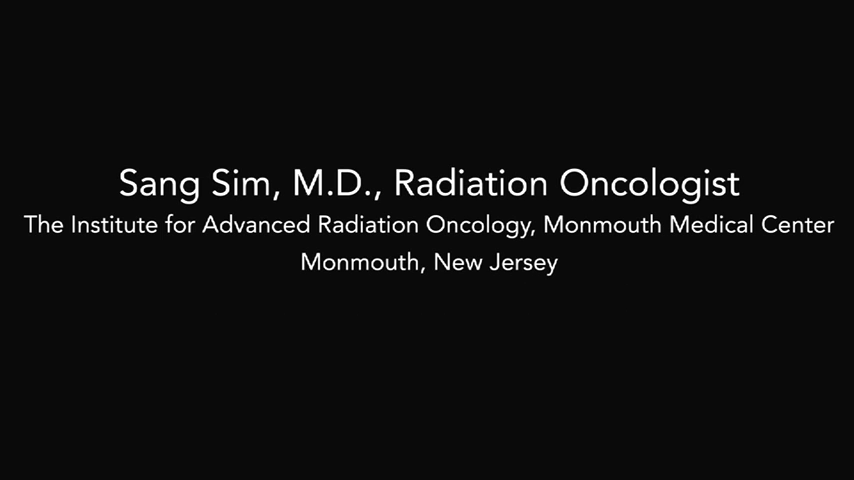 Sang Sim, M.D., Radiation Oncologist
The Institute for Advanced Radiation Oncology, Monmouth Medical Center
Monmouth, New Jersey